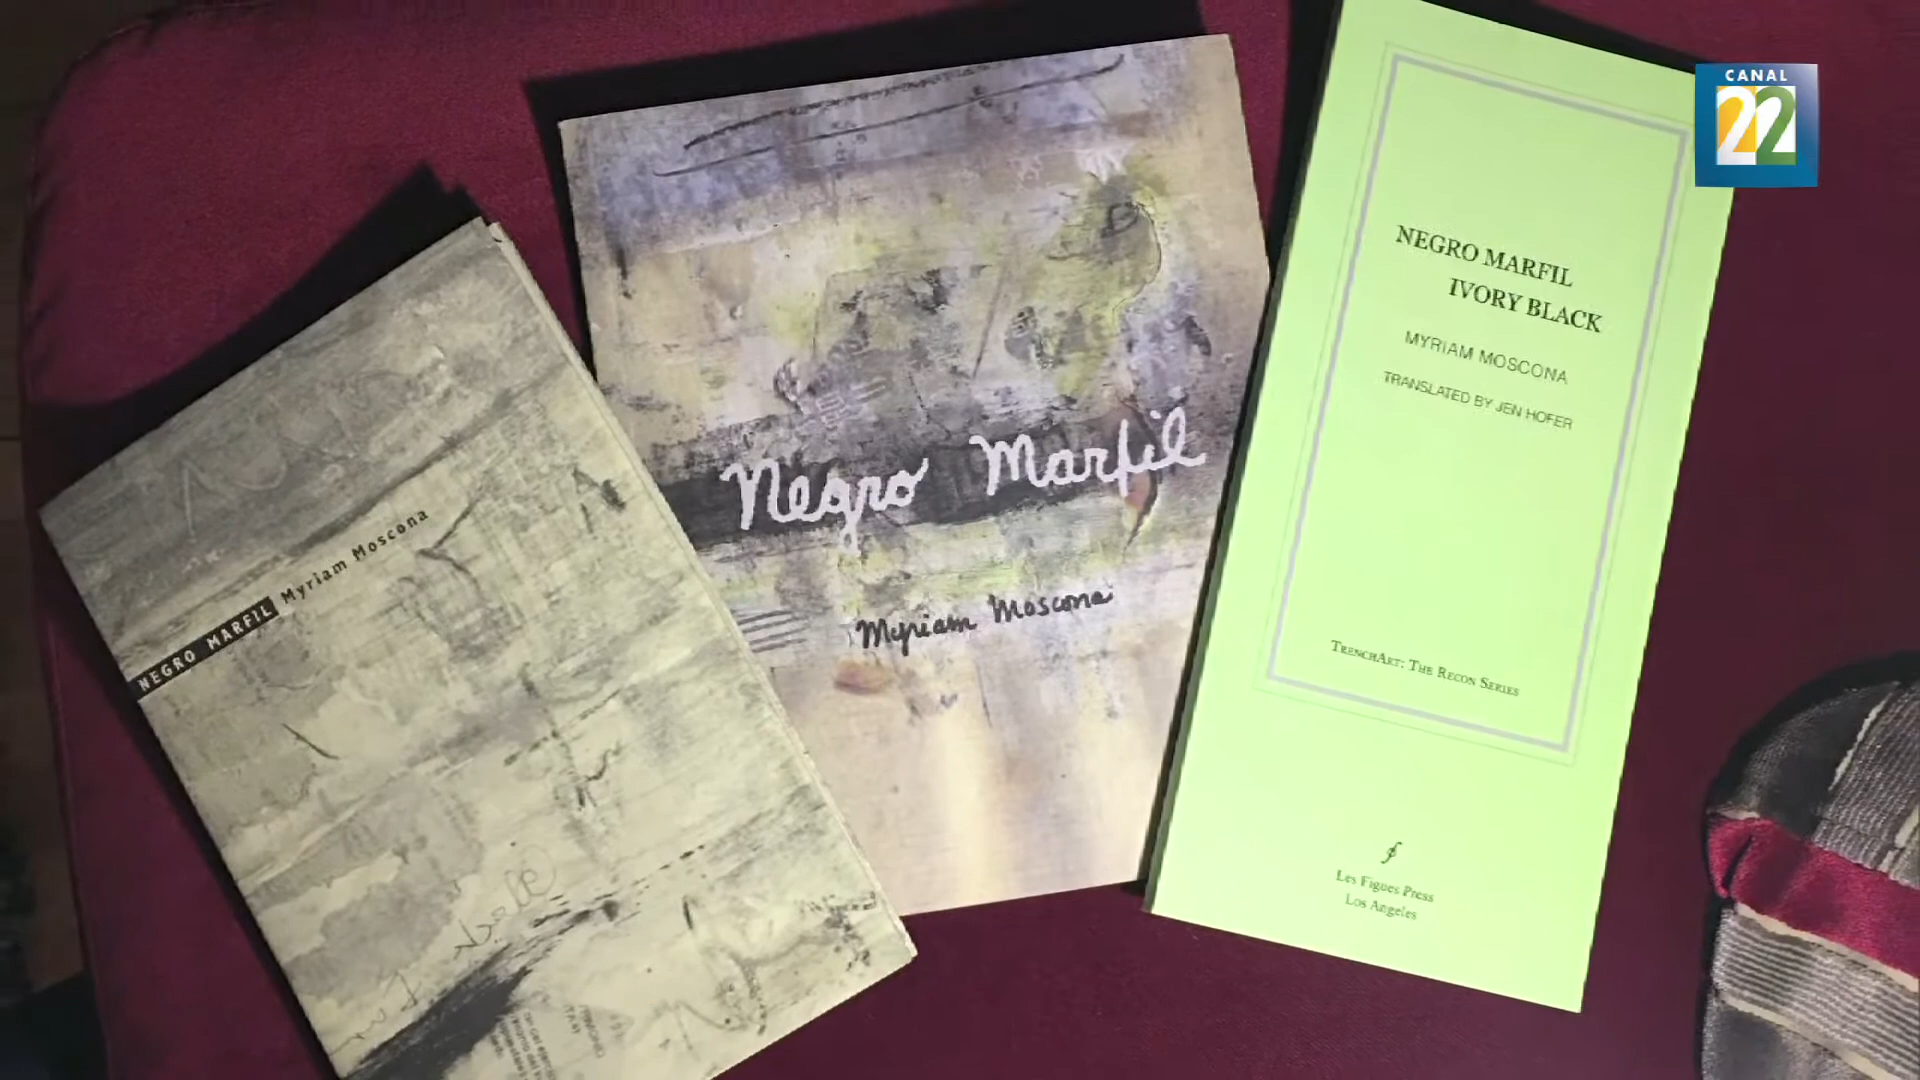 NEGRO MARFIL Myriam Moscona
Negro Marfil
Myriam Moscona
NEGRO MARFIL
IVORY BLACK
MYRIAM MOSCONA
TRANSLATED BY JEN HOFER
TRENCHART: THE RECON SERIES
Les Figues Press
Los Angeles
CANAL
22